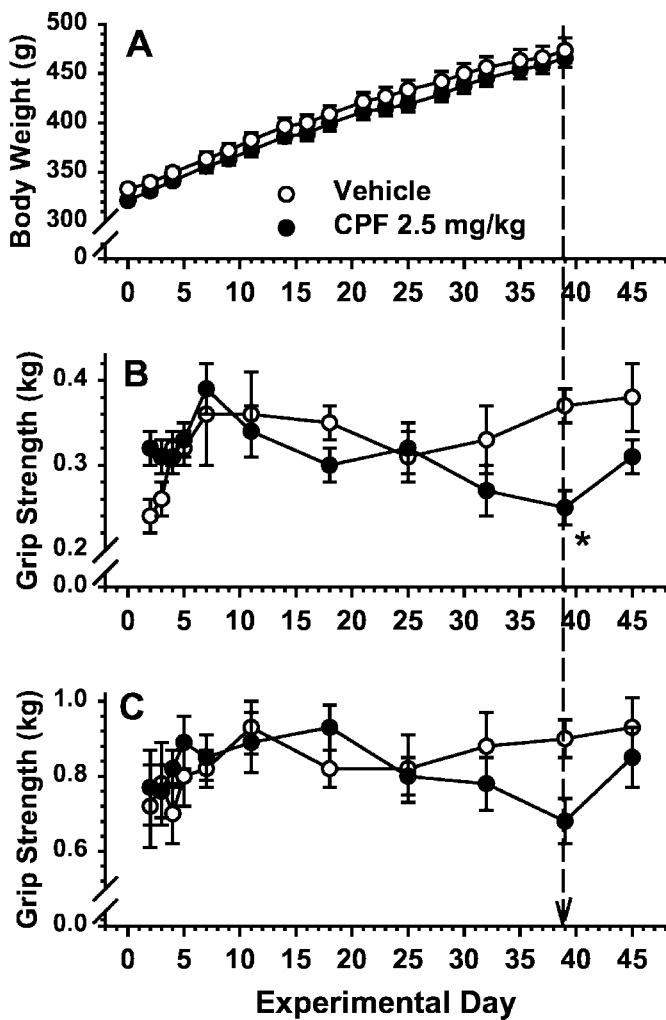 A
Body Weight (g)
500
450
400
350
300
0
Vehicle
CPF 2.5 mg/kg
0 5 10 15 20 25 30 35 40 45
B
Grip Strength (kg)
0.4
0.3
0.2
0.0
*
0 5 10 15 20 25 30 35 40 45
C
Grip Strength (kg)
1.0
0.8
0.6
0.0
0 5 10 15 20 25 30 35 40 45
Experimental Day